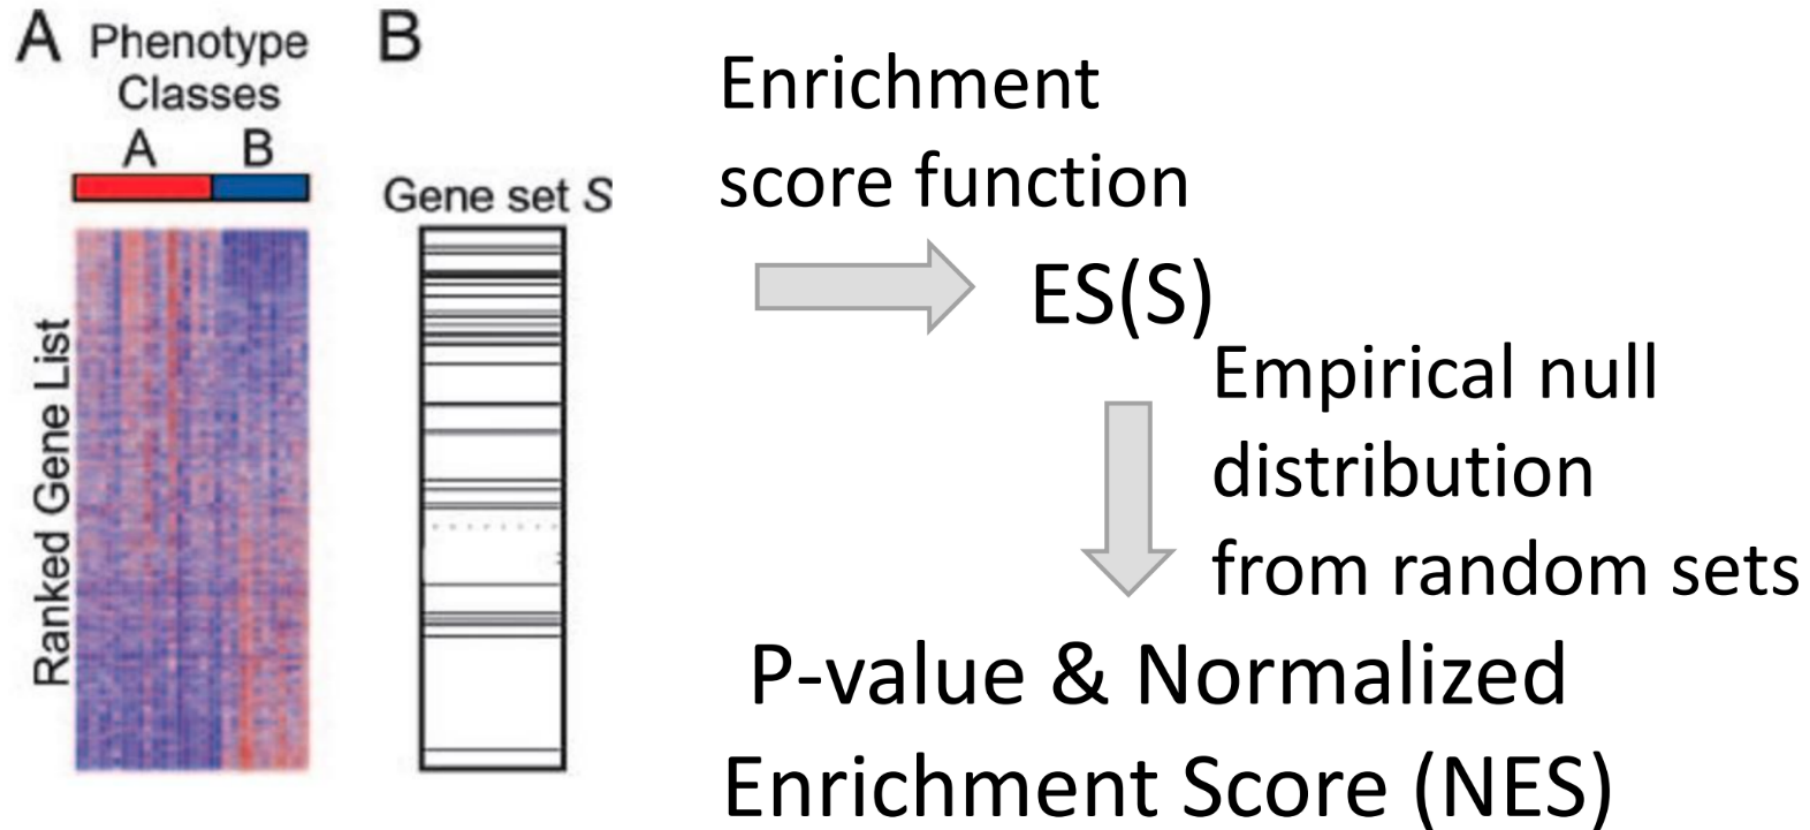 A
Phenotype
Classes
A B
Ranked Gene List
B
Gene set S
Enrichment
score function
ES(S)
Empirical null
distribution
from random sets
P-value & Normalized
Enrichment Score (NES)